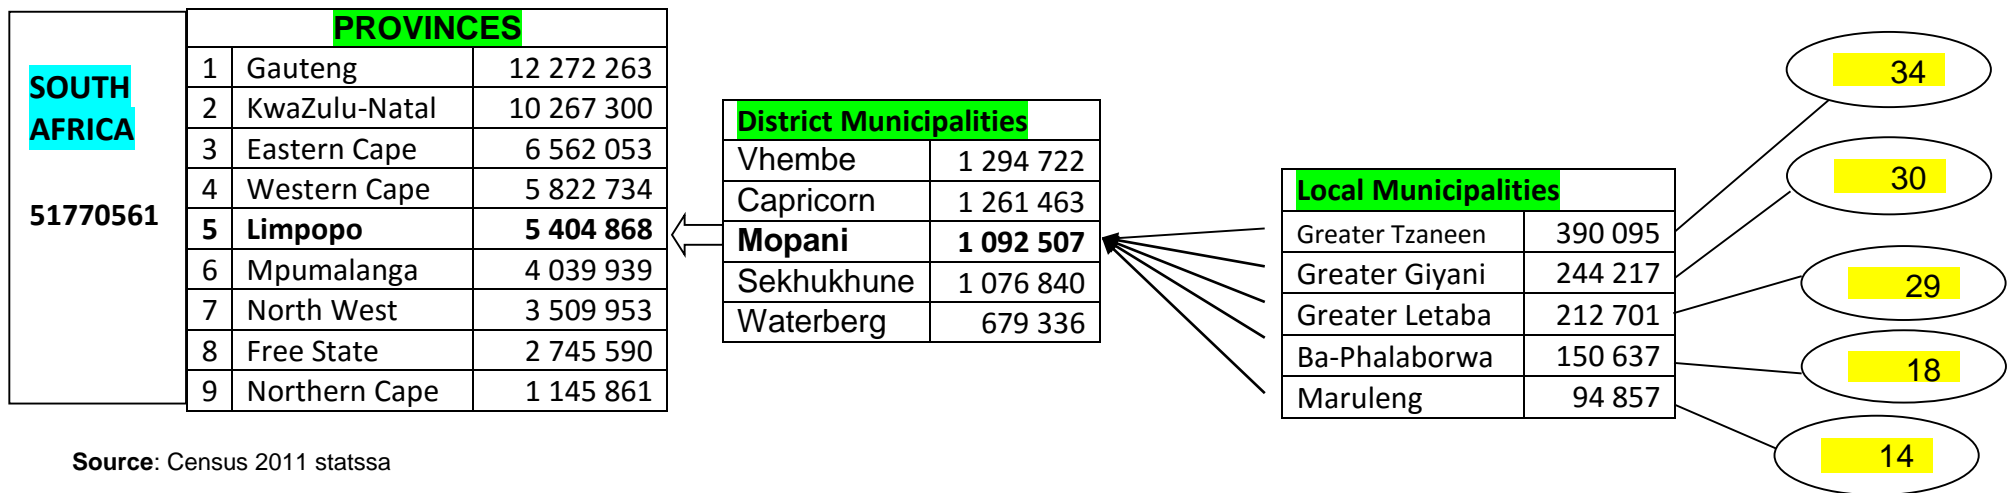 SOUTH
AFRICA
51770561
PROVINCES
1 Gauteng 12 272 263
2 KwaZulu-Natal 10 267 300
3 Eastern Cape 6 562 053
4 Western Cape 5 822 734
5 Limpopo 5 404 868
6 Mpumalanga 4 039 939
7 North West 3 509 953
8 Free State 2 745 590
9 Northern Cape 1 145 861
District Municipalities
Vhembe 1 294 722
Capricorn 1 261 463
Mopani 1 092 507
Sekhukhune 1 076 840
Waterberg 679 336
Local Municipalities
Greater Tzaneen 390 095
Greater Giyani 244 217
Greater Letaba 212 701
Ba-Phalaborwa 150 637
Maruleng 94 857
34
30
29
18
14
Source: Census 2011 statssa